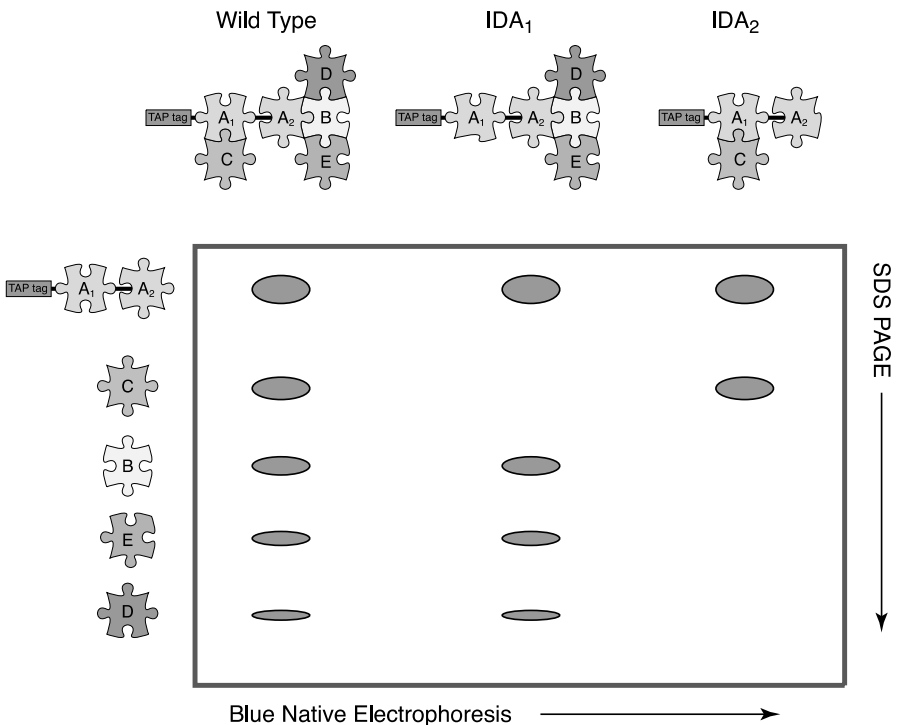 Wild Type
IDA₁
IDA₂
D
D
TAP tag A₁ A₂ B
TAP tag A₁ A₂ B
TAP tag A₁ A₂
C
E
E
C
TAP tag A₁ A₂
C
B
E
D
SDS PAGE
Blue Native Electrophoresis